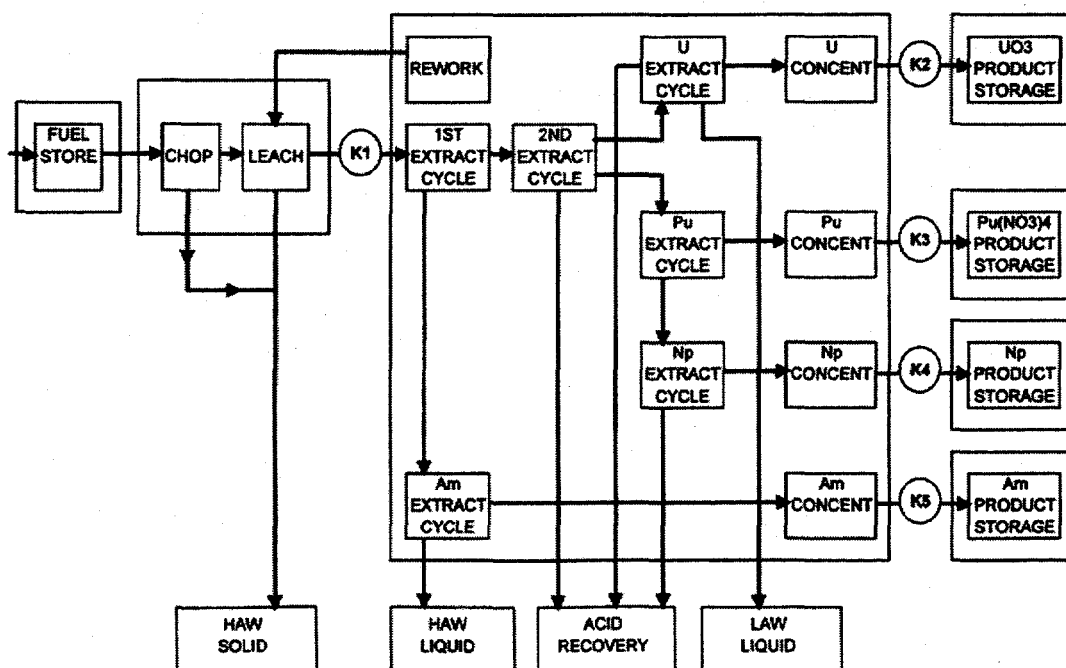 REWORK
U
EXTRACT
CYCLE
U
CONCENT
K2
UO3
PRODUCT
STORAGE
FUEL
STORE
CHOP
LEACH
K1
1ST
EXTRACT
CYCLE
2ND
EXTRACT
CYCLE
Pu
EXTRACT
CYCLE
Pu
CONCENT
K3
Pu(NO3)4
PRODUCT
STORAGE
Np
EXTRACT
CYCLE
Np
CONCENT
K4
Np
PRODUCT
STORAGE
Am
EXTRACT
CYCLE
Am
CONCENT
K5
Am
PRODUCT
STORAGE
HAW
SOLID
HAW
LIQUID
ACID
RECOVERY
LAW
LIQUID